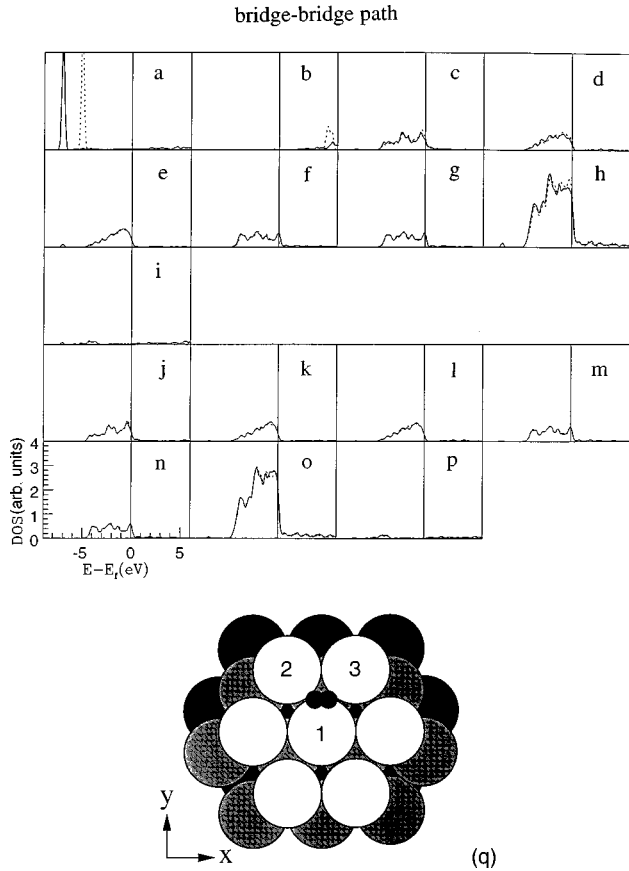 bridge-bridge path
a b c d
e f g h
i
j k l m
n o p
DOS(arb. units)
4
3
2
1
0
-5 0 5
E-E_f(eV)
2 3
1
y
x
(q)